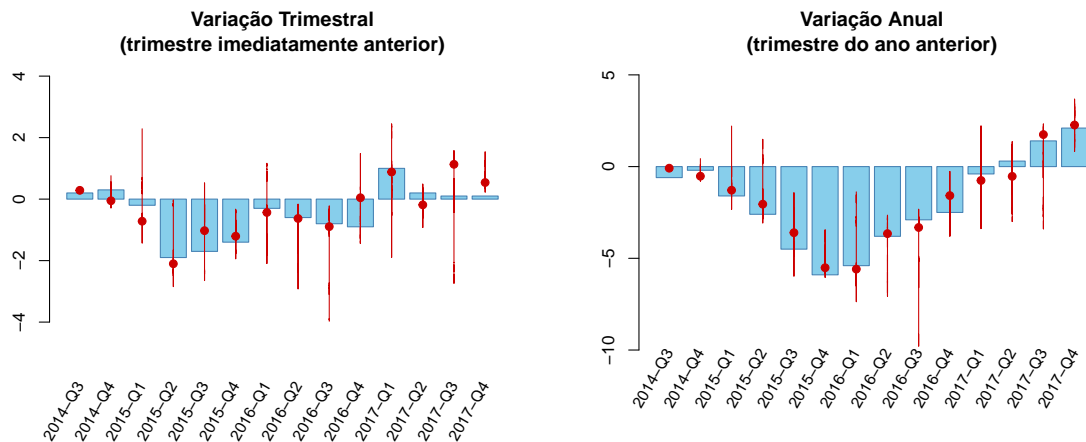 Variação Trimestral
(trimestre imediatamente anterior)
4
2
0
−2
−4
2014−Q3
2014−Q4
2015−Q1
2015−Q2
2015−Q3
2015−Q4
2016−Q1
2016−Q2
2016−Q3
2016−Q4
2017−Q1
2017−Q2
2017−Q3
2017−Q4
Variação Anual
(trimestre do ano anterior)
5
0
−5
−10
2014−Q3
2014−Q4
2015−Q1
2015−Q2
2015−Q3
2015−Q4
2016−Q1
2016−Q2
2016−Q3
2016−Q4
2017−Q1
2017−Q2
2017−Q3
2017−Q4